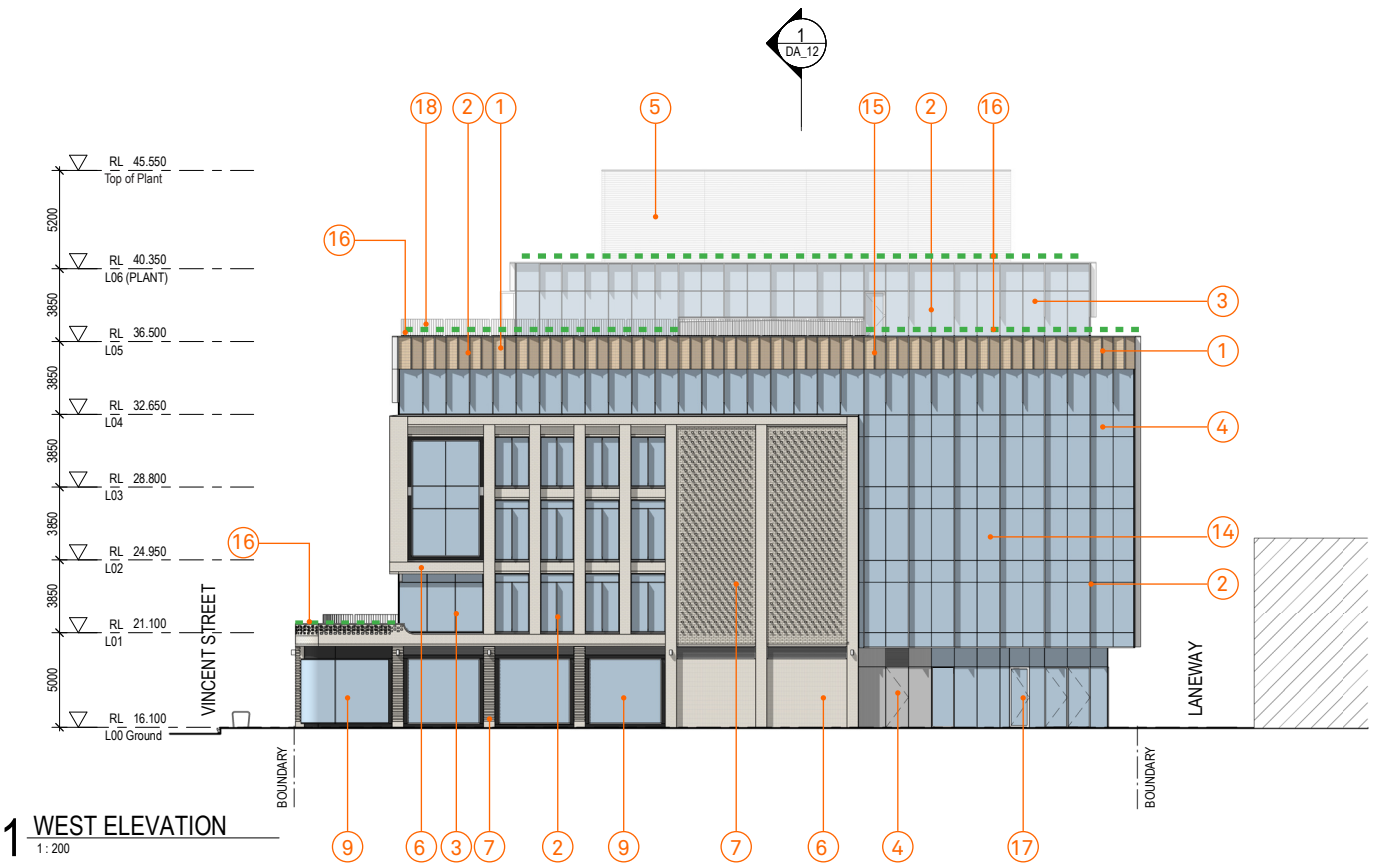 1
DA_12
18
2
1
5
15
2
16
RL 45.550
Top of Plant
5200
16
RL 40.350
L06 (PLANT)
3850
3
RL 36.500
L05
1
3850
RL 32.650
L04
4
3850
RL 28.800
L03
3850
16
14
RL 24.950
L02
2
3850
RL 21.100
L01
VINCENT STREET
LANEWAY
5000
RL 16.100
L00 Ground
BOUNDARY
BOUNDARY
1 WEST ELEVATION
1 : 200
9
6
3
7
2
9
7
6
4
17